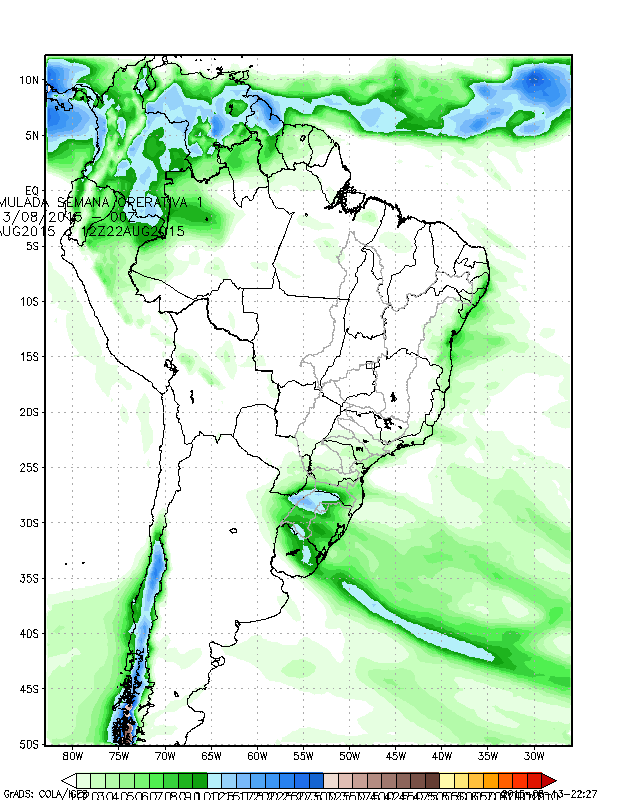 MULADA SEMANA OPERATIVA 1
3/08/2015 — 00Z
AUG2015 12Z22AUG2015
10N
5N
EQ
5S
10S
15S
20S
25S
30S
35S
40S
45S
50S
80W 75W 70W 65W 60W 55W 50W 45W 40W 35W 30W
GrADS: COLA/IGES 2015-08-13-22:27